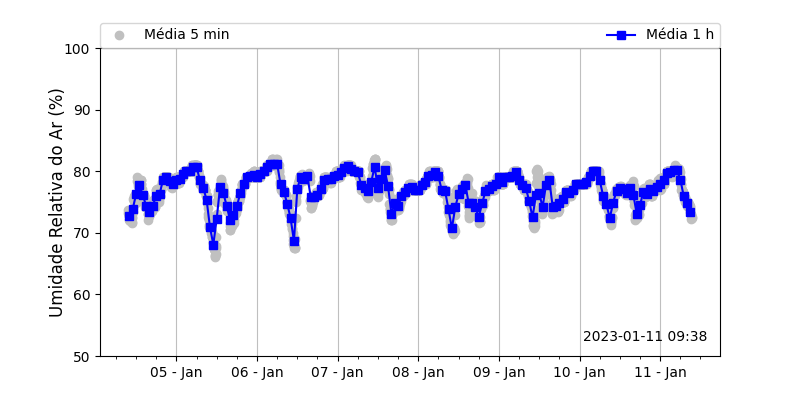 Média 5 min
Média 1 h
Umidade Relativa do Ar (%)
100
90
80
70
60
50
2023-01-11 09:38
05 - Jan
06 - Jan
07 - Jan
08 - Jan
09 - Jan
10 - Jan
11 - Jan